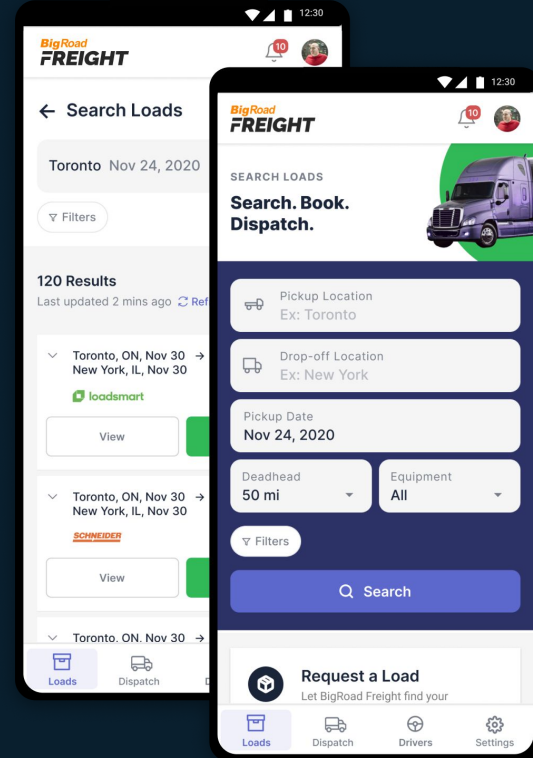 12:30
BigRoad
FREIGHT
10
← Search Loads
Toronto Nov 24, 2020
Filters
120 Results
Last updated 2 mins ago
Toronto, ON, Nov 30 →
New York, IL, Nov 30
loadsmart
View
Toronto, ON, Nov 30 →
New York, IL, Nov 30
SCHNEIDER
View
Toronto, ON, Nov 30 →
Loads
Dispatch
12:30
BigRoad
FREIGHT
10
SEARCH LOADS
Search. Book.
Dispatch.
Pickup Location
Ex: Toronto
Drop-off Location
Ex: New York
Pickup Date
Nov 24, 2020
Deadhead
50 mi
Equipment
All
Filters
Search
Request a Load
Let BigRoad Freight find your
Loads
Dispatch
Drivers
Settings